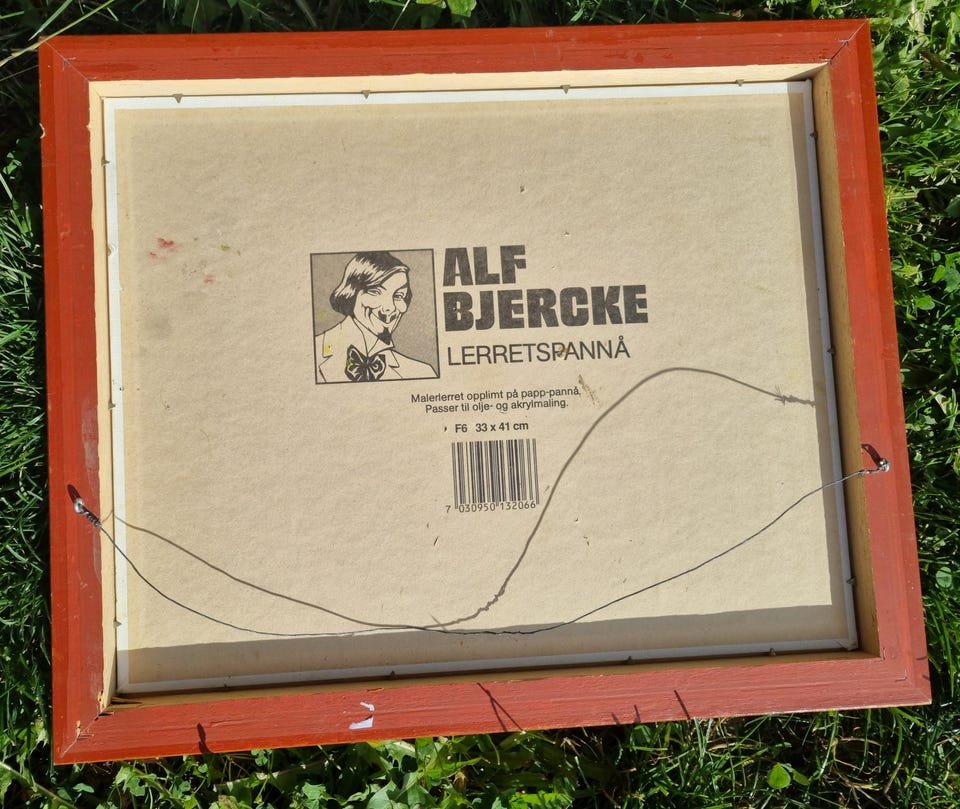 ALF
BJERCKE
LERRETSPANNÅ
Malerlerret opplimt på papp-pannå.
Passer til olje- og akrylmaling.
F6 33 x 41 cm
7 030950 132066